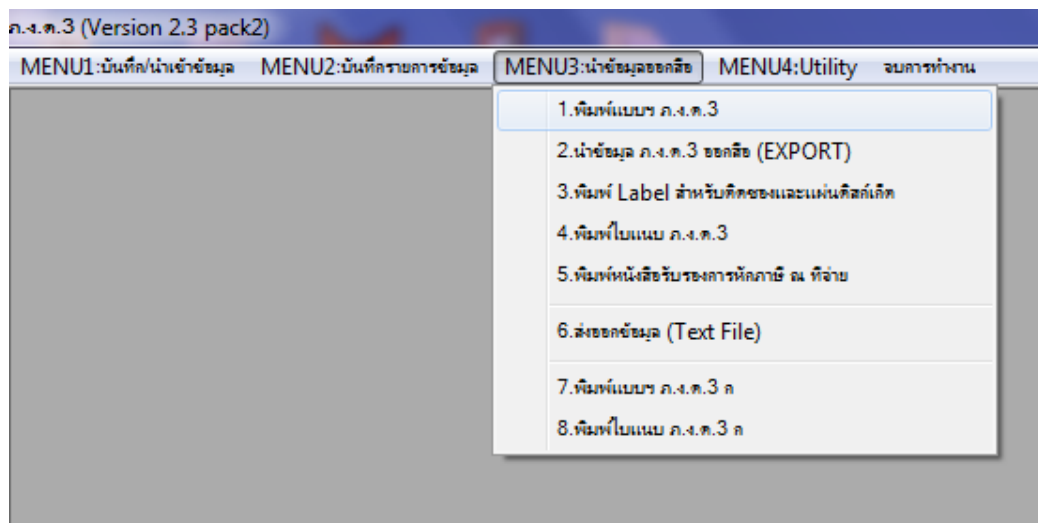 ภ.ง.ด.3 (Version 2.3 pack2)
MENU1:บันทึก/นำเข้าข้อมูล MENU2:บันทึกรายการข้อมูล MENU3:นำข้อมูลออกสื่อ MENU4:Utility จบการทำงาน
1.พิมพ์แบบฯ ภ.ง.ด.3
2.นำข้อมูล ภ.ง.ด.3 ออกสื่อ (EXPORT)
3.พิมพ์ Label สำหรับติดซองและแผ่นดิสก์เก็ต
4.พิมพ์ใบแนบ ภ.ง.ด.3
5.พิมพ์หนังสือรับรองการหักภาษี ณ ที่จ่าย
6.ส่งออกข้อมูล (Text File)
7.พิมพ์แบบฯ ภ.ง.ด.3 ก
8.พิมพ์ใบแนบ ภ.ง.ด.3 ก